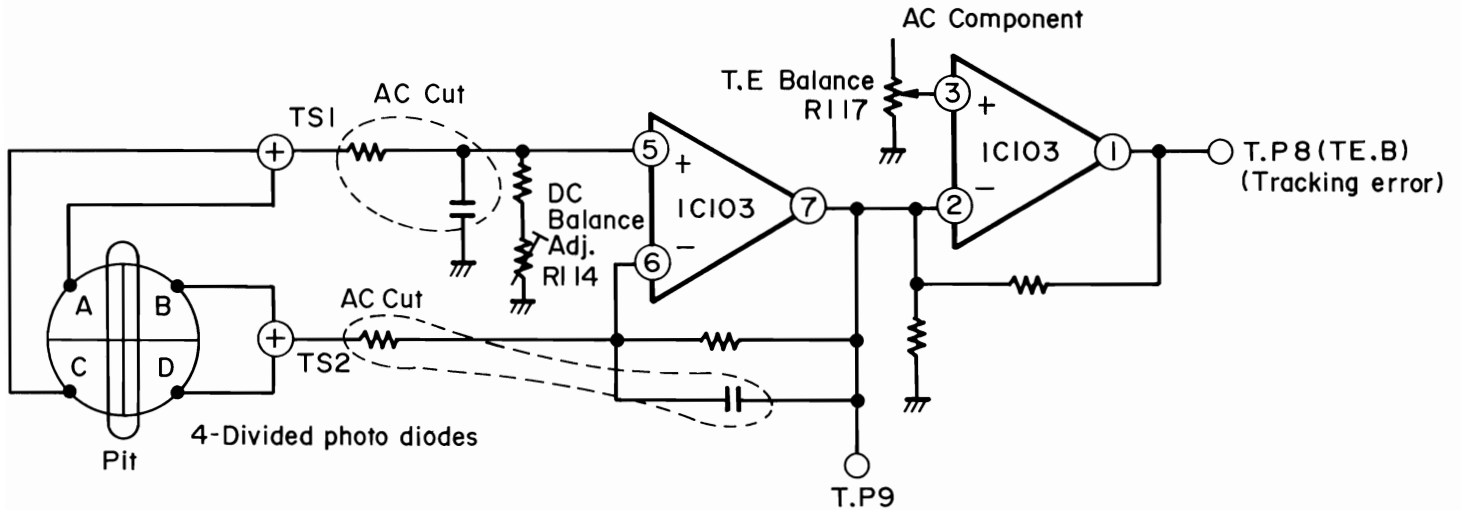 AC Component
T.E Balance
R117
3
+
AC Cut
TS1
+
5
+
1C103
1
T.P8(TE.B)
(Tracking error)
DC
Balance
Adj.
R114
1C103
7
2
−
6
−
A
B
C
D
AC Cut
+
TS2
4-Divided photo diodes
Pit
T.P9